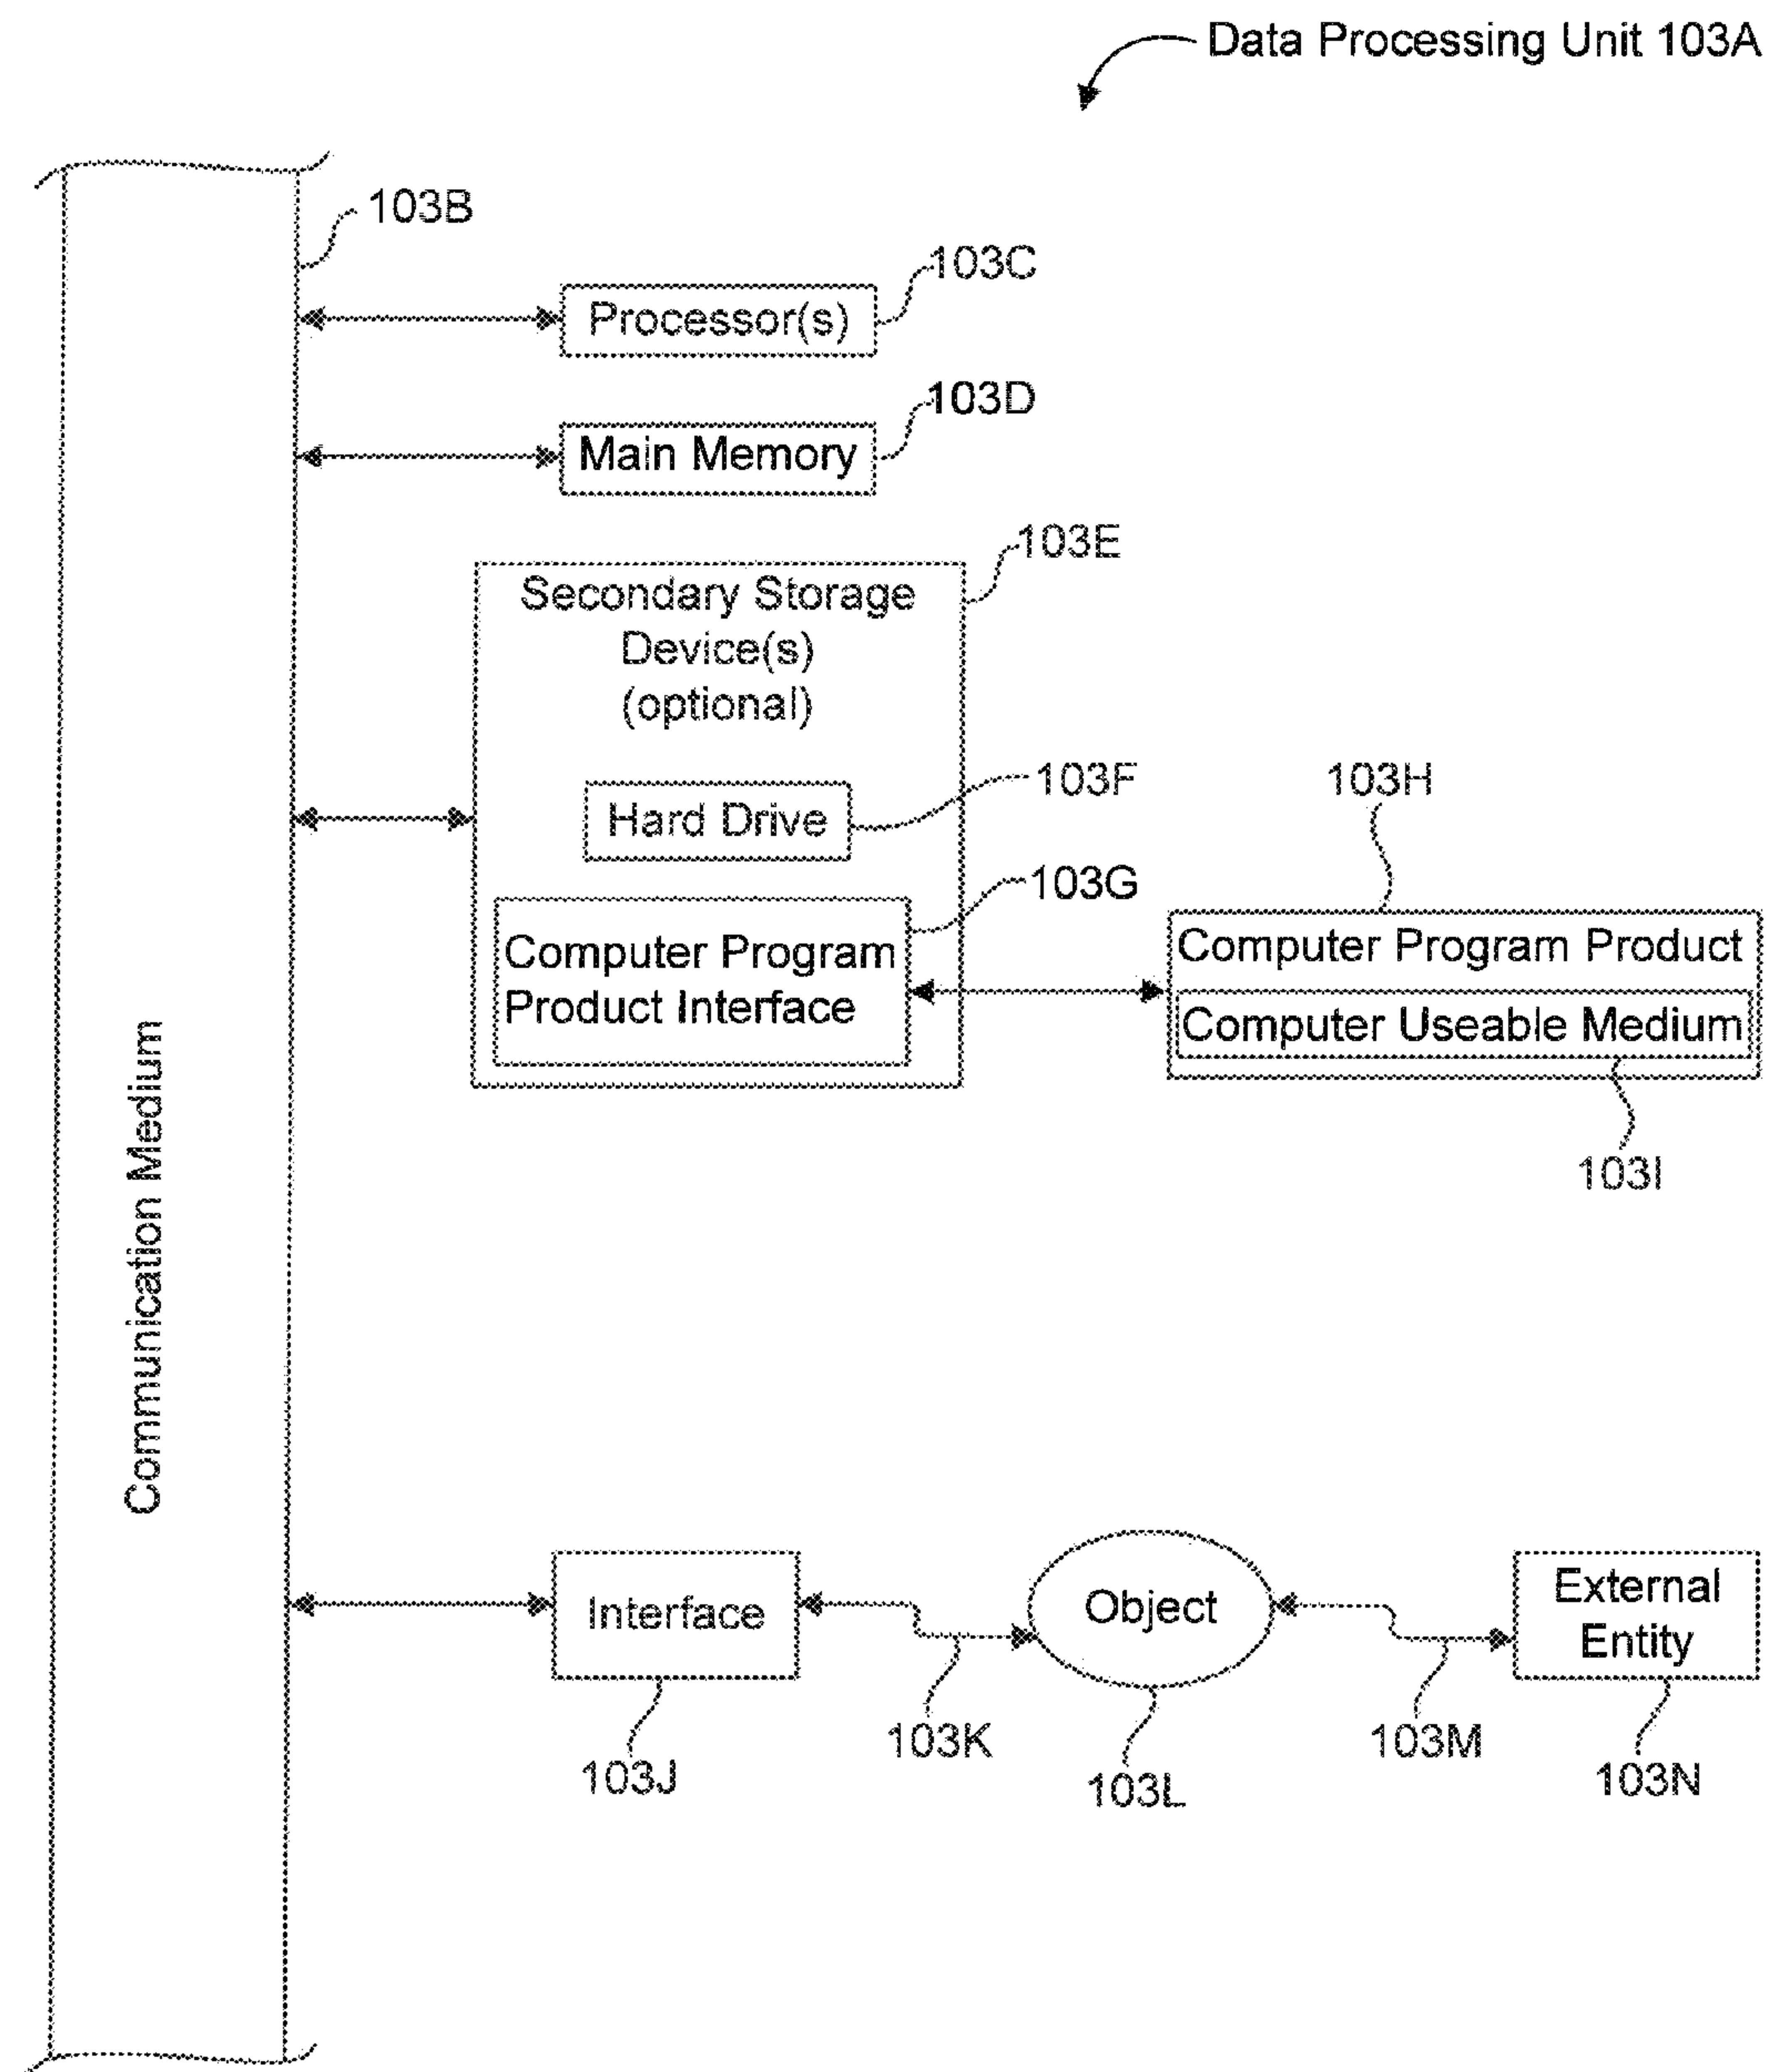 Data Processing Unit 103A
103B
103C
Processor(s)
103D
Main Memory
103E
Secondary Storage
Device(s)
(optional)
103F
Hard Drive
103H
103G
Computer Program
Product Interface
Computer Program Product
Computer Useable Medium
103I
Communication Medium
Interface
Object
External
Entity
103J
103K
103L
103M
103N